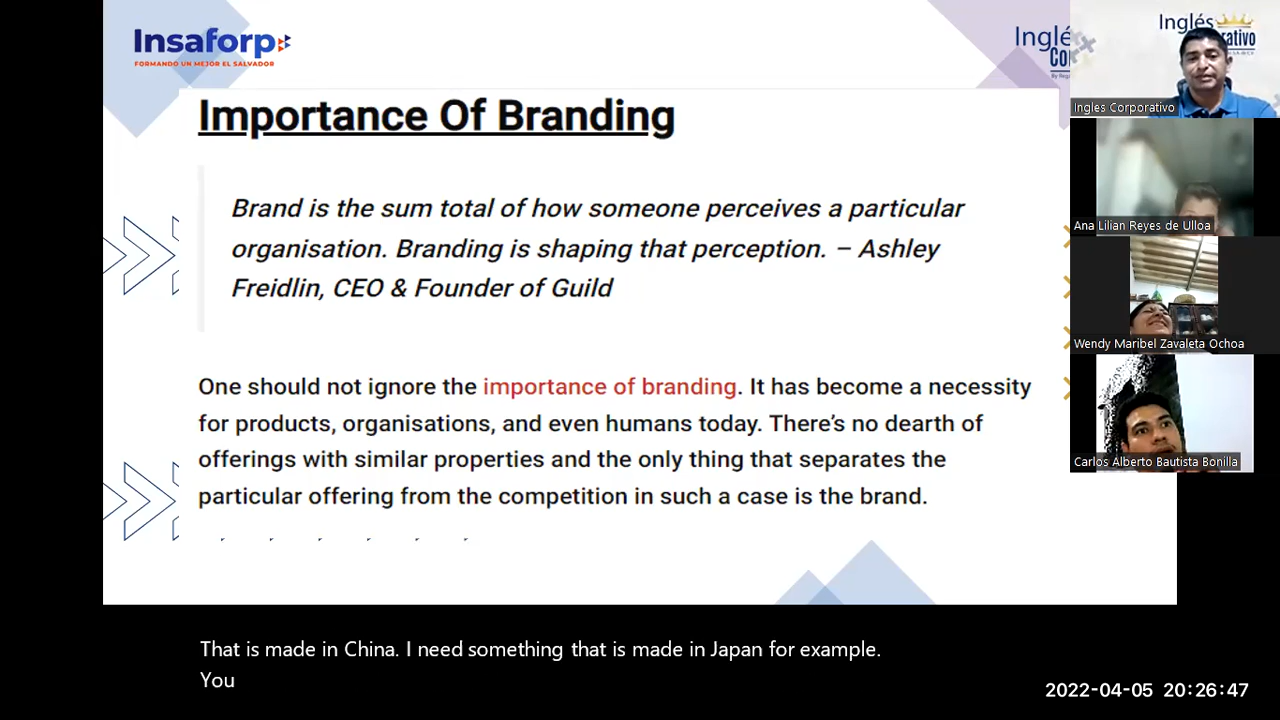 Insaforp
FORMANDO UN MEJOR EL SALVADOR
Inglés
Importance Of Branding
Ingles Corporativo
Brand is the sum total of how someone perceives a particular
organisation. Branding is shaping that perception. – Ashley
Freidlin, CEO & Founder of Guild
Ana Lilian Reyes de Ulloa
Wendy Maribel Zavaleta Ochoa
One should not ignore the importance of branding. It has become a necessity
for products, organisations, and even humans today. There's no dearth of
offerings with similar properties and the only thing that separates the
particular offering from the competition in such a case is the brand.
Carlos Alberto Bautista Bonilla
That is made in China. I need something that is made in Japan for example.
You
2022-04-05 20:26:47